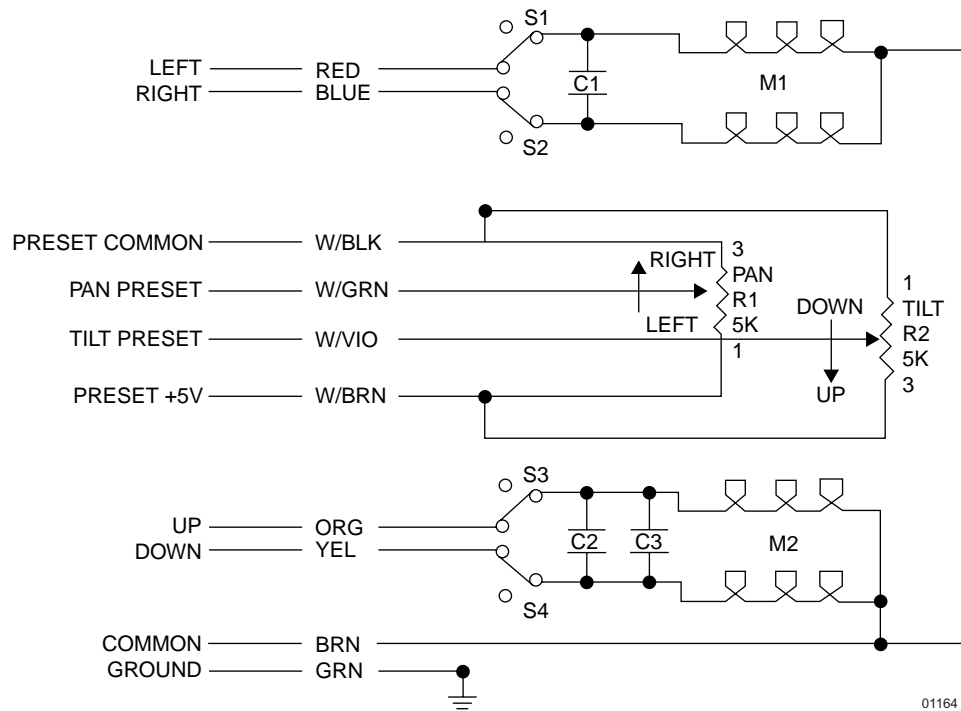 S1
LEFT RED
RIGHT BLUE
C1
M1
S2
PRESET COMMON W/BLK
3
RIGHT PAN
PAN PRESET W/GRN
R1
LEFT 5K
1
DOWN 1
TILT
TILT PRESET W/VIO
R2
5K
3
UP
PRESET +5V W/BRN
S3
UP ORG
DOWN YEL
C2 C3 M2
S4
COMMON BRN
GROUND GRN
01164